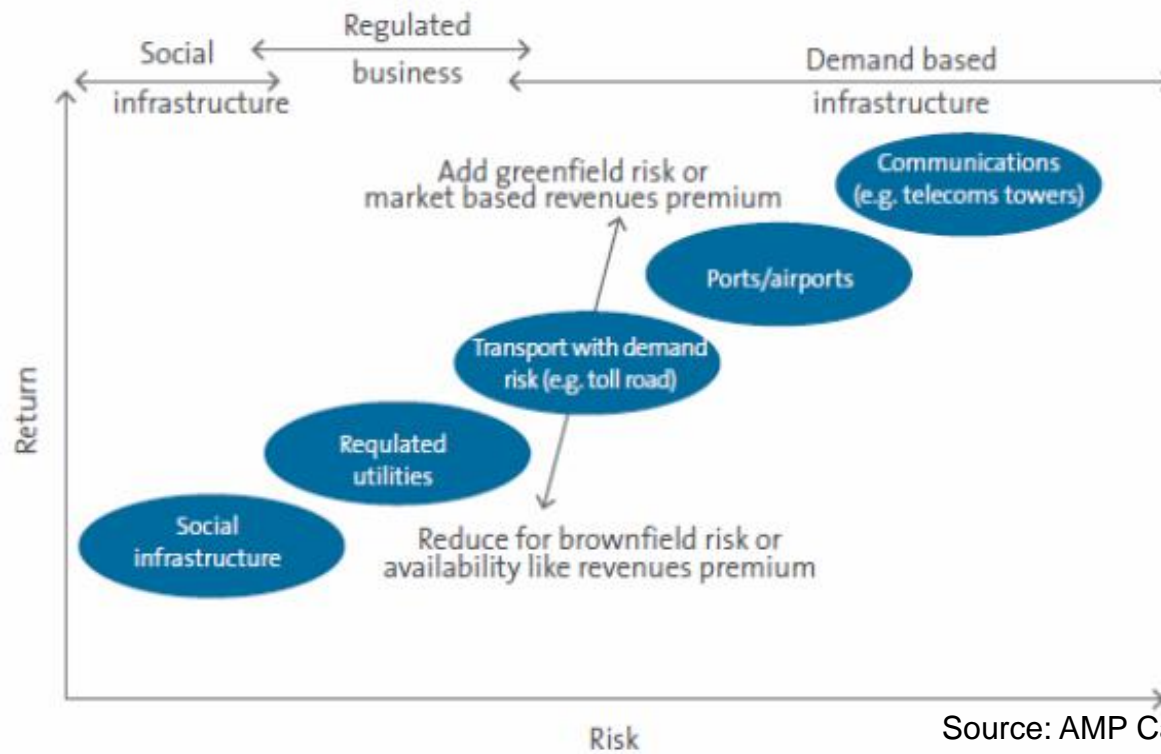 Social
infrastructure
Regulated
business
Demand based
infrastructure
Add greenfield risk or
market based revenues premium
Communications
(e.g. telecoms towers)
Ports/airports
Transport with demand
risk (e.g. toll road)
Requlated
utilities
Social
infrastructure
Reduce for brownfield risk or
availability like revenues premium
Return
Risk
Source: AMP